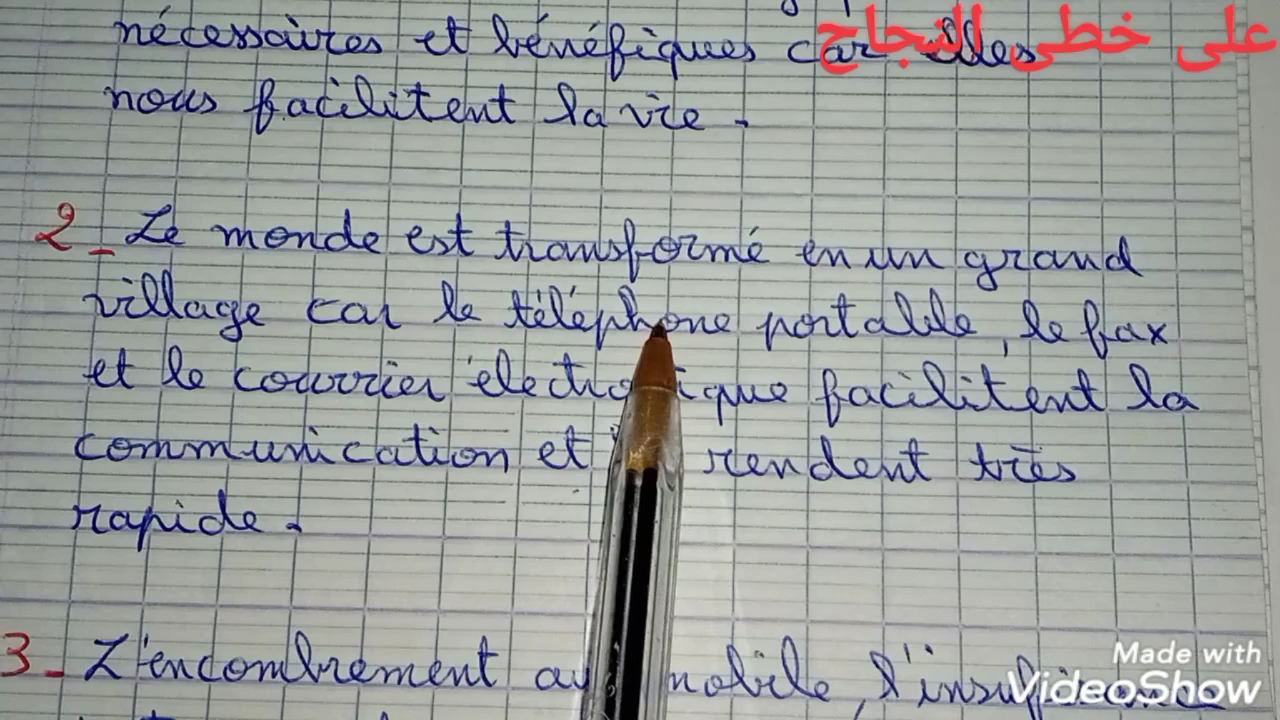 على خطى النجاح
nécessaires et bénéfiques car elles
nous facilitent la vie.
2_ Le monde est transformé en un grand
village car le téléphone portable, le fax
et le courrier électronique facilitent la
communication et rendent très
rapide.
3_ L'encombrement
Made with
VideoShow